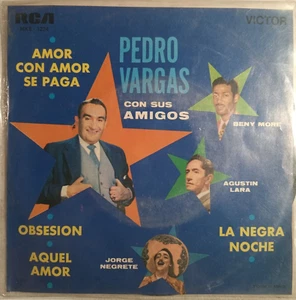 RCA
VICTOR
AMOR
CON AMOR
SE PAGA
PEDRO
VARGAS
CON SUS
AMIGOS
BENY MORE
AGUSTIN
LARA
OBSESION
AQUEL
AMOR
JORGE
NEGRETE
LA NEGRA
NOCHE